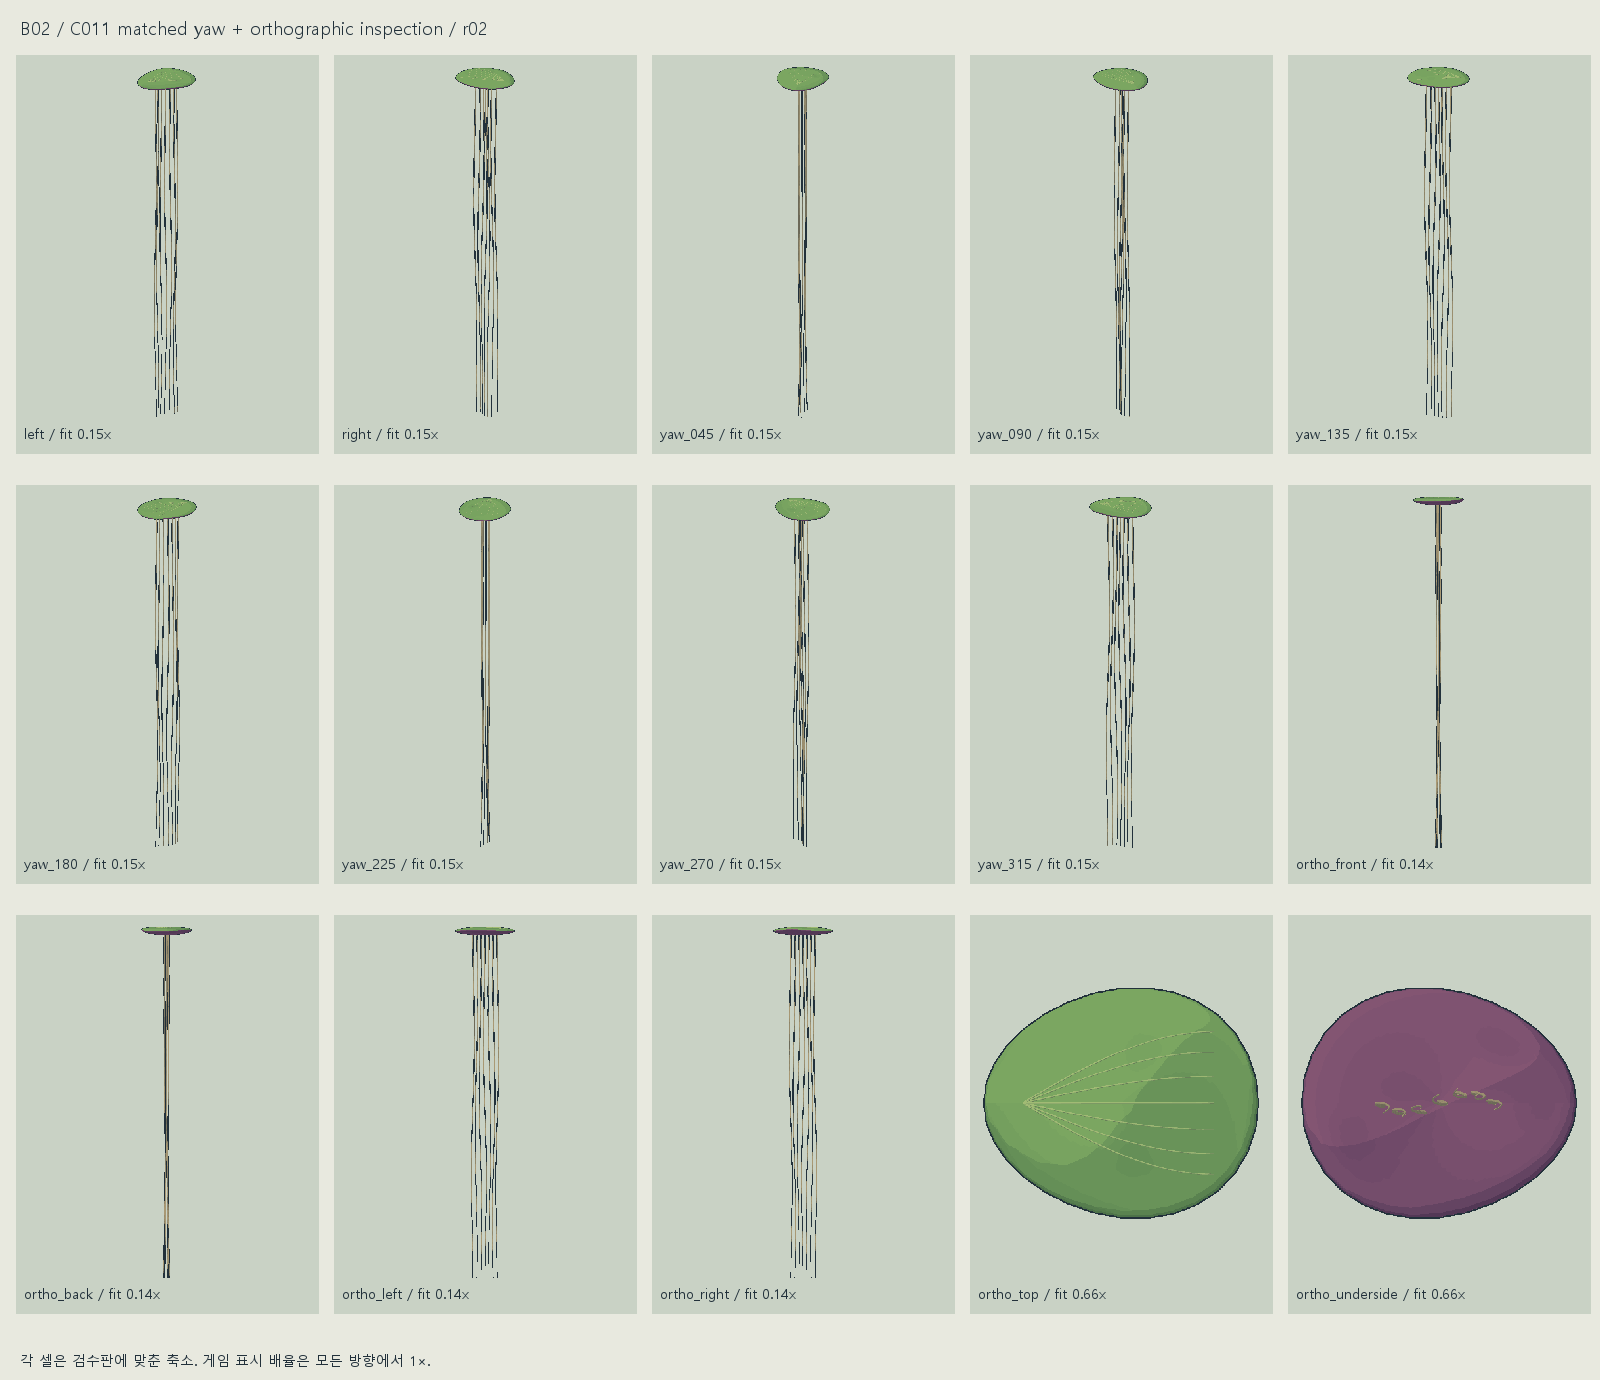 B02 / C011 matched yaw + orthographic inspection / r02
left / fit 0.15x
right / fit 0.15x
yaw_045 / fit 0.15x
yaw_090 / fit 0.15x
yaw_135 / fit 0.15x
yaw_180 / fit 0.15x
yaw_225 / fit 0.15x
yaw_270 / fit 0.15x
yaw_315 / fit 0.15x
ortho_front / fit 0.14x
ortho_back / fit 0.14x
ortho_left / fit 0.14x
ortho_right / fit 0.14x
ortho_top / fit 0.66x
ortho_underside / fit 0.66x
각 셀은 검수판에 맞춘 축소. 게임 표시 배율은 모든 방향에서 1×.